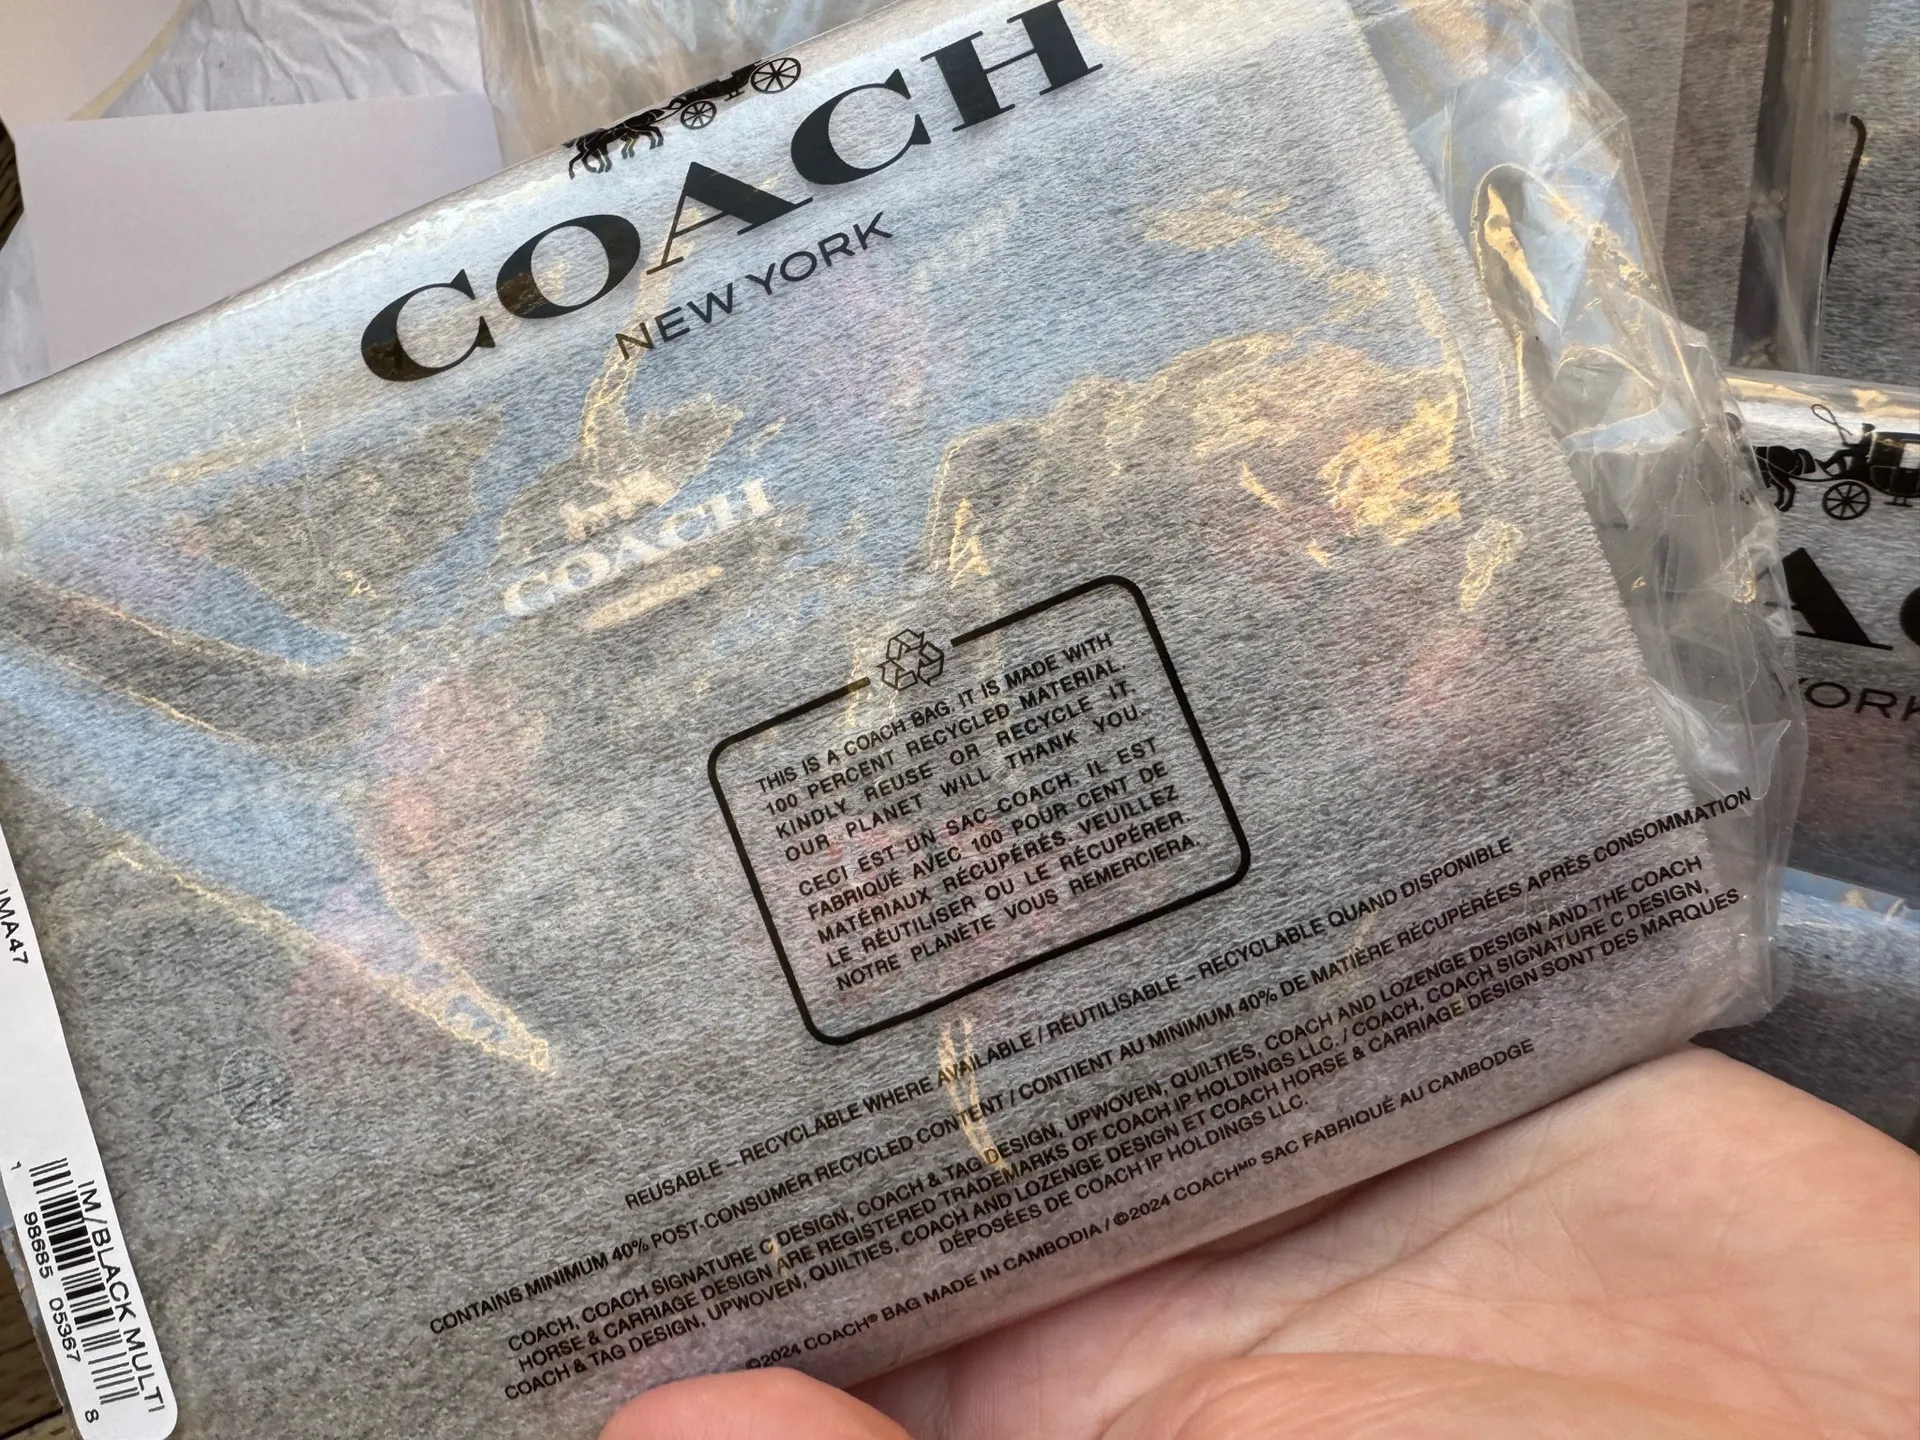 COACH
NEW YORK
COACH
THIS IS A COACH BAG. IT IS MADE WITH
100 PERCENT RECYCLED MATERIAL.
KINDLY REUSE OR RECYCLE IT.
OUR PLANET WILL THANK YOU.
CECI EST UN SAC COACH. IL EST
FABRIQUÉ AVEC 100 POUR CENT DE
MATÉRIAUX RÉCUPÉRÉS. VEUILLEZ
LE RÉUTILISER OU LE RÉCUPÉRER.
NOTRE PLANÈTE VOUS REMERCIERA.
REUSABLE – RECYCLABLE WHERE AVAILABLE / RÉUTILISABLE – RECYCLABLE QUAND DISPONIBLE
CONTAINS MINIMUM 40% POST-CONSUMER RECYCLED CONTENT / CONTIENT AU MINIMUM 40% DE MATIÈRE RÉCUPÉRÉES APRÈS CONSOMMATION
COACH, COACH SIGNATURE C DESIGN, COACH & TAG DESIGN, UPWOVEN, QUILTIES, COACH AND LOZENGE DESIGN AND THE COACH
HORSE & CARRIAGE DESIGN ARE REGISTERED TRADEMARKS OF COACH IP HOLDINGS LLC. / COACH, COACH SIGNATURE C DESIGN,
COACH & TAG DESIGN, UPWOVEN, QUILTIES, COACH AND LOZENGE DESIGN ET COACH HORSE & CARRIAGE DESIGN SONT DES MARQUES
DÉPOSÉES DE COACH IP HOLDINGS LLC.
©2024 COACH® BAG MADE IN CAMBODIA / ©2024 COACHᴹᴰ SAC FABRIQUÉ AU CAMBODGE
IMA47
IM/BLACK MULTI
1 98685 05367 8
AC
YORK